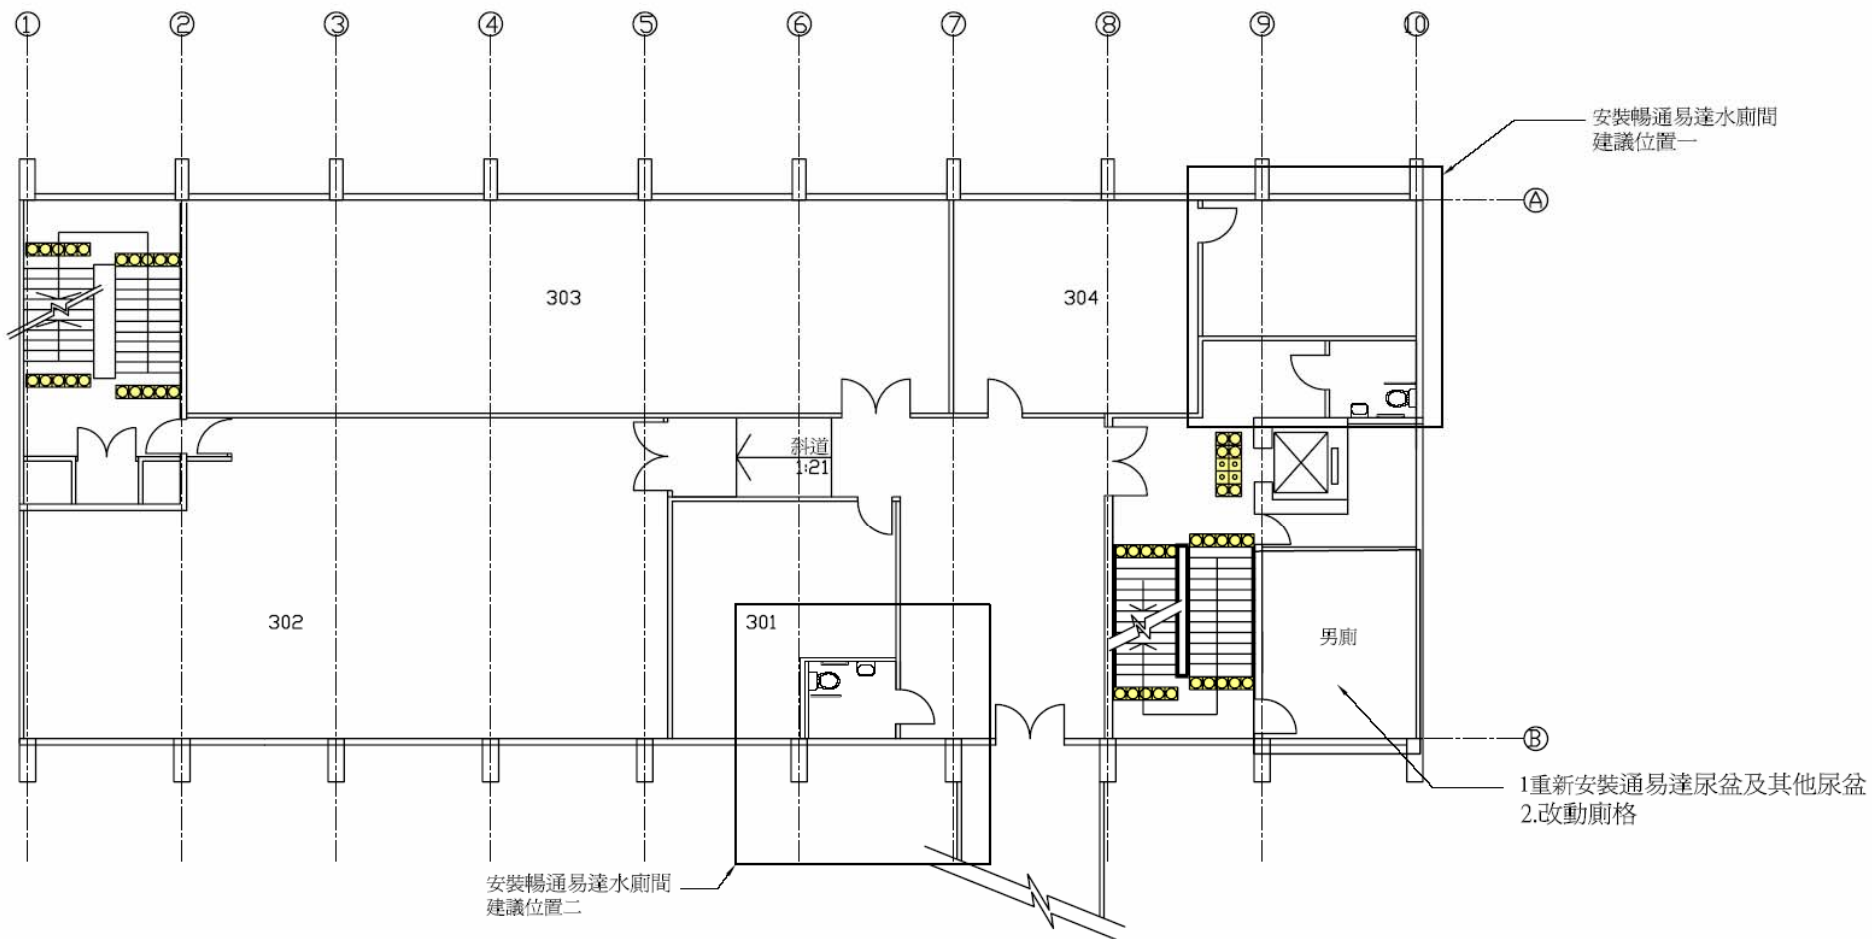 1 2 3 4 5 6 7 8 9 10
安裝暢通易達水廁間
建議位置一
A
303
304
斜道
1:21
302
301
男廁
B
1重新安裝通易達尿盆及其他尿盆
2.改動廁格
安裝暢通易達水廁間
建議位置二